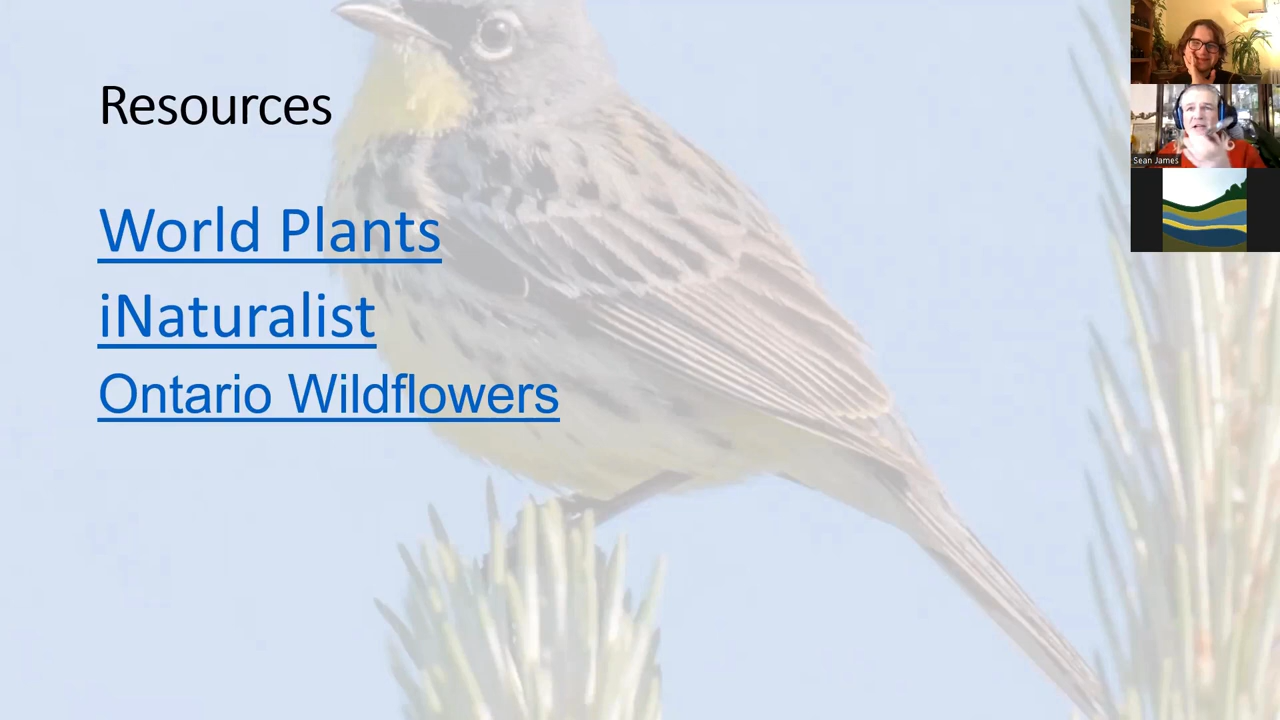 Resources
World Plants
iNaturalist
Ontario Wildflowers
Sean James